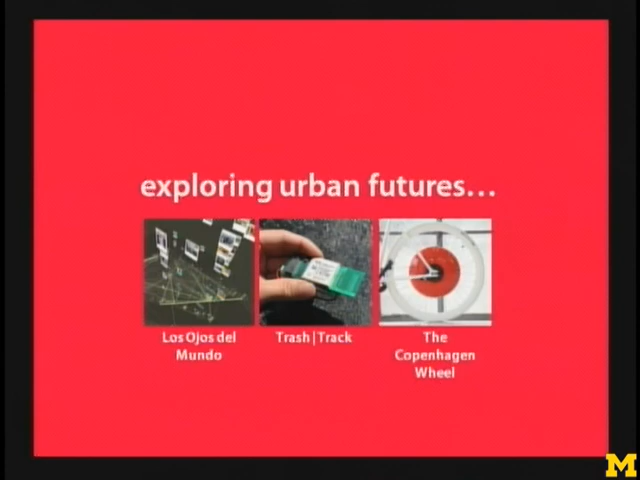 exploring urban futures...
Los Ojos del
Mundo
Trash|Track
The
Copenhagen
Wheel
M